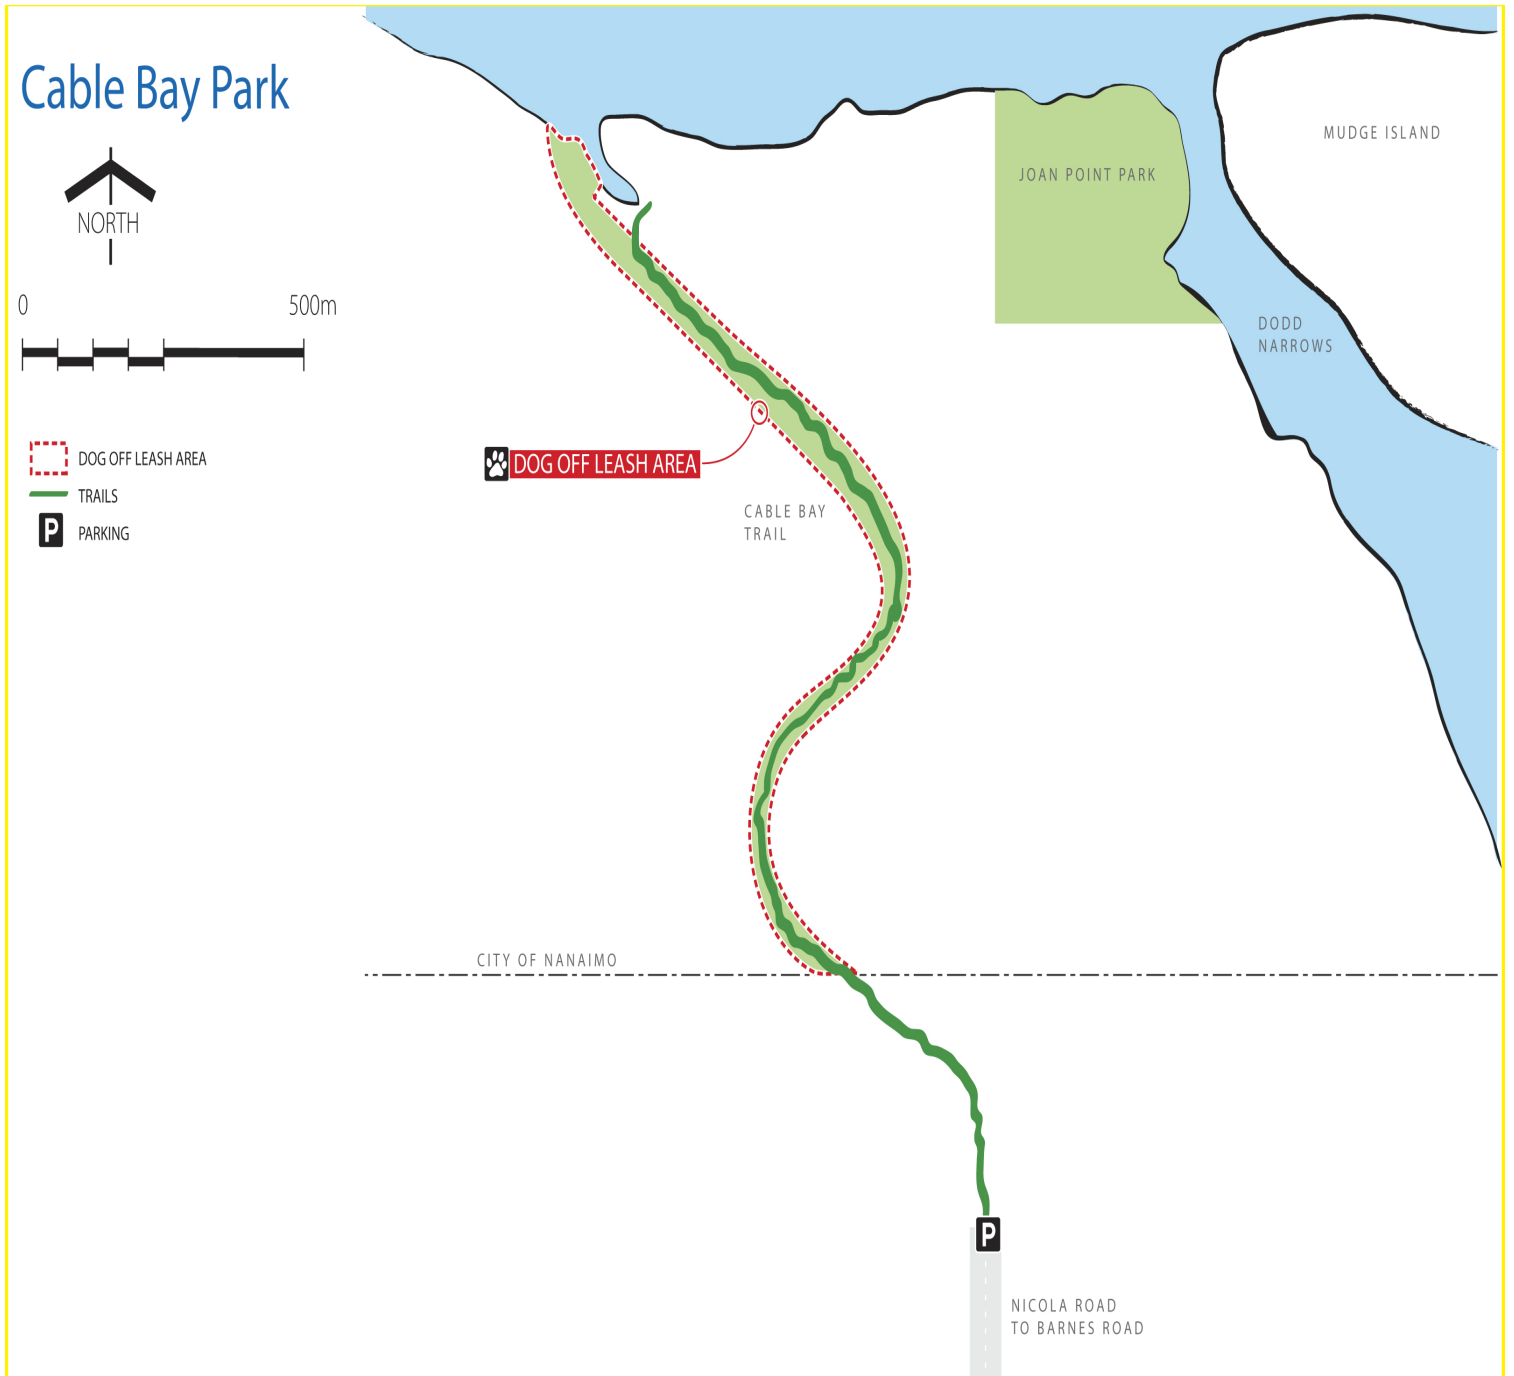 Cable Bay Park
NORTH
0
500m
DOG OFF LEASH AREA
TRAILS
P
PARKING
MUDGE ISLAND
JOAN POINT PARK
DODD
NARROWS
DOG OFF LEASH AREA
CABLE BAY
TRAIL
CITY OF NANAIMO
P
NICOLA ROAD
TO BARNES ROAD